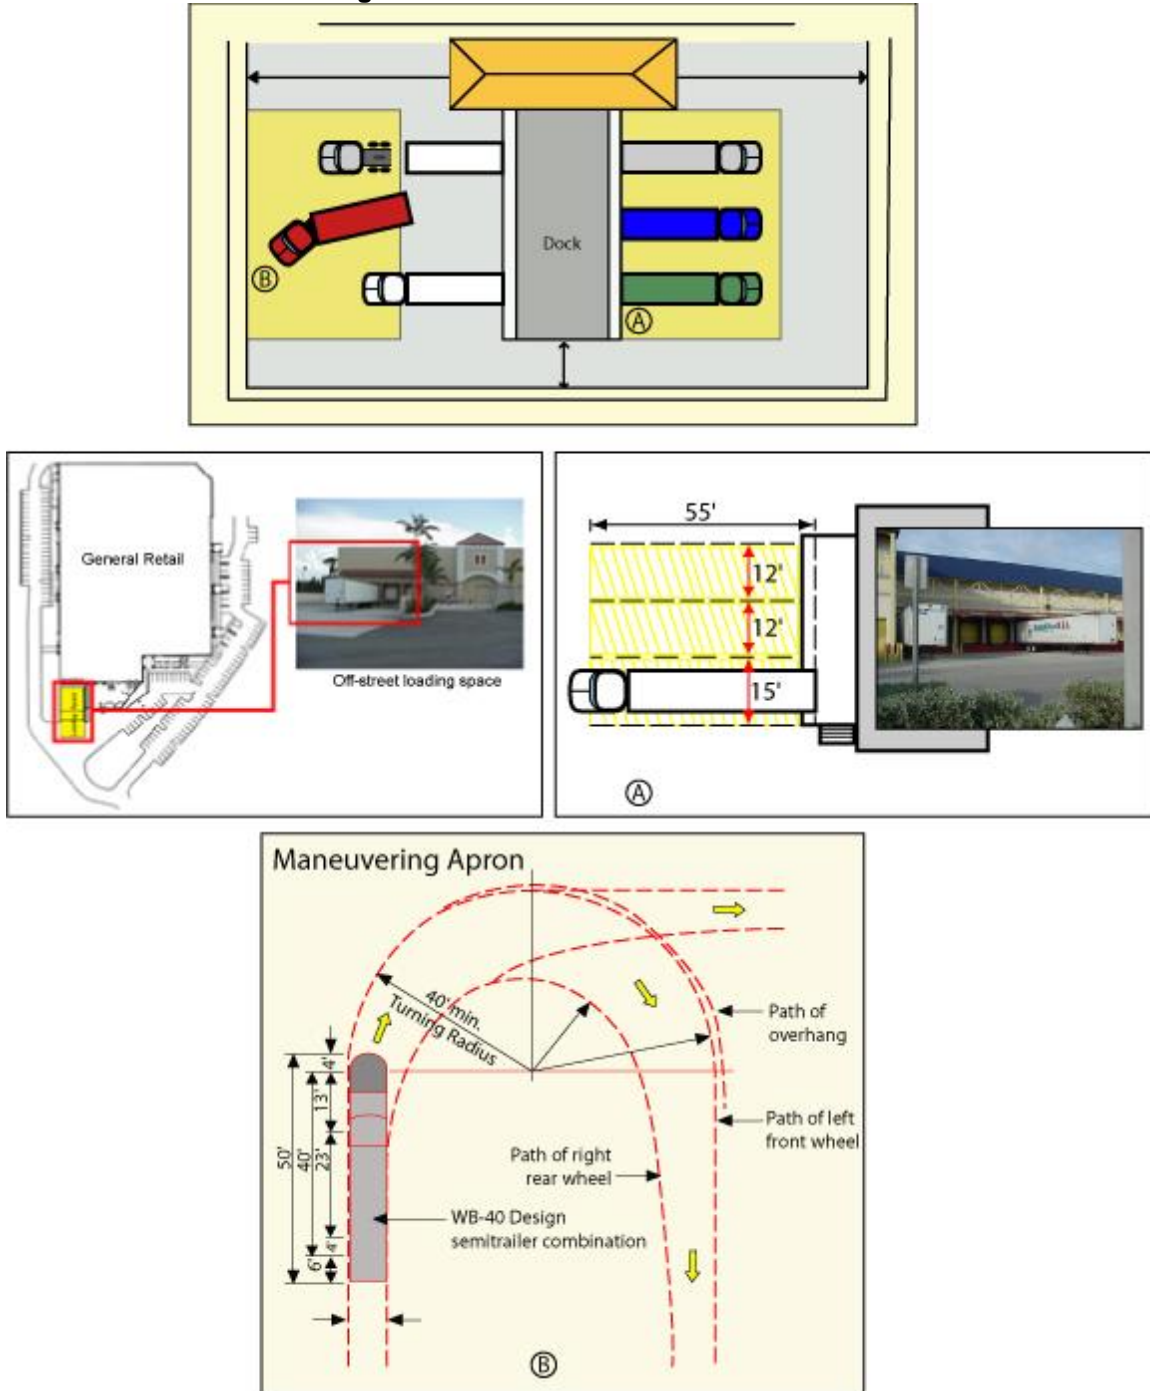 Dock
B
A
General Retail
Off-street loading space
55'
12'
12'
15'
A
Maneuvering Apron
40' min.
Turning Radius
Path of
overhang
4'
13'
50'
40'
23'
4'
6'
Path of left
front wheel
Path of right
rear wheel
WB-40 Design
semitrailer combination
B